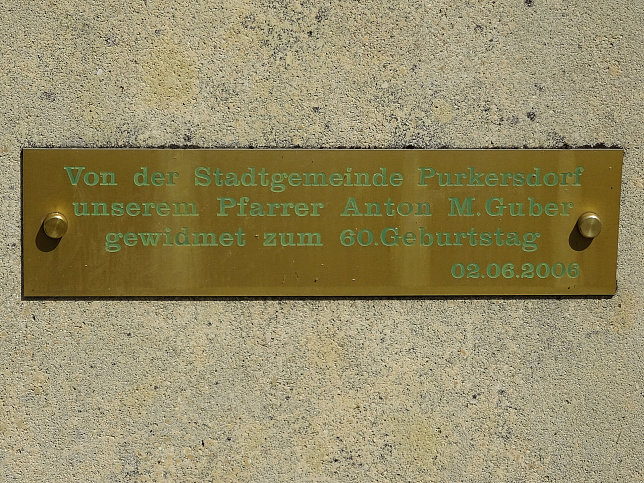 Von der Stadtgemeinde Purkersdorf
unserem Pfarrer Anton M.Guber
gewidmet zum 60.Geburtstag
02.06.2006